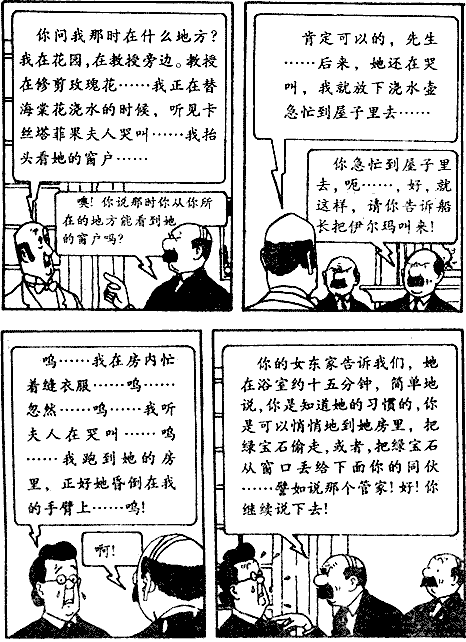 你问我那时在什么地方?
我在花园,在教授旁边。教授
在修剪玫瑰花……我正在替
海棠花浇水的时候，听见卡
丝塔菲果夫人哭叫……我抬
头看她的窗户……
噢!你说那时你从你所
在的地方能看到她
的窗户吗?
肯定可以的，先生
……后来，她还在哭
叫，我就放下浇水壶
急忙到屋子里去……
你急忙到屋子里
去，呃……，好，就
这样，请你告诉船
长把伊尔玛叫来!
呜……我在房内忙
着缝衣服……呜……
忽然……呜……我听
夫人在哭叫……呜
……我跑到她的房
里，正好她昏倒在我
的手臂上……呜!
啊!
你的女东家告诉我们，她
在浴室约十五分钟，简单地
说,你是知道她的习惯的,你
是可以悄悄地到她房里，把
绿宝石偷走,或者,把绿宝石
从窗口丢给下面你的同伙
……譬如说那个管家!好!你
继续说下去!